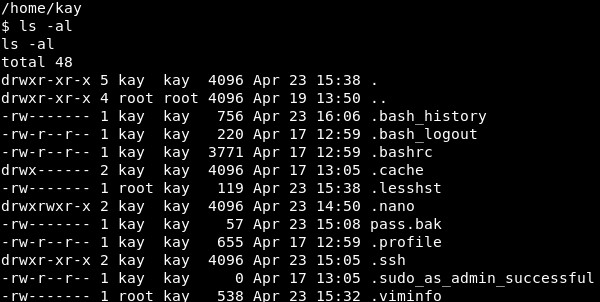 /home/kay
$ ls -al
ls -al
total 48
drwxr-xr-x 5 kay  kay  4096 Apr 23 15:38 .
drwxr-xr-x 4 root root 4096 Apr 19 13:50 ..
-rw------- 1 kay  kay   756 Apr 23 16:06 .bash_history
-rw-r--r-- 1 kay  kay   220 Apr 17 12:59 .bash_logout
-rw-r--r-- 1 kay  kay  3771 Apr 17 12:59 .bashrc
drwx------ 2 kay  kay  4096 Apr 17 13:05 .cache
-rw------- 1 root kay   119 Apr 23 15:38 .lesshst
drwxrwxr-x 2 kay  kay  4096 Apr 23 14:50 .nano
-rw------- 1 kay  kay    57 Apr 23 15:08 pass.bak
-rw-r--r-- 1 kay  kay   655 Apr 17 12:59 .profile
drwxr-xr-x 2 kay  kay  4096 Apr 23 15:05 .ssh
-rw-r--r-- 1 kay  kay     0 Apr 17 13:05 .sudo_as_admin_successful
-rw------- 1 root kay   538 Apr 23 15:32 .viminfo